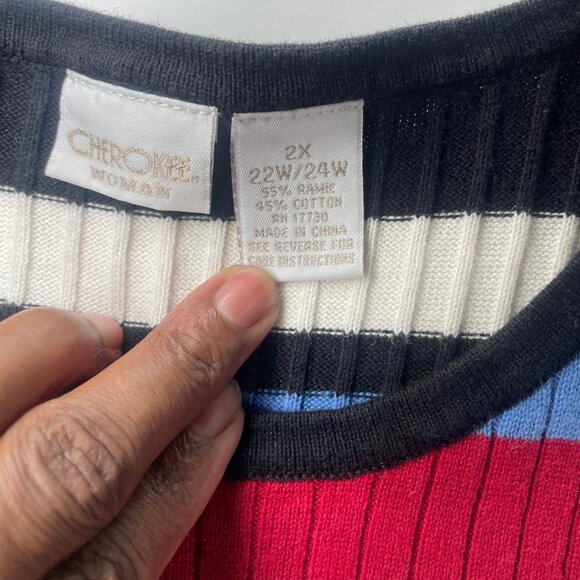 CHEROKEE
WOMAN
2X
22W/24W
55% RAMIE
45% COTTON
RN 17730
MADE IN CHINA
SEE REVERSE FOR
CARE INSTRUCTIONS